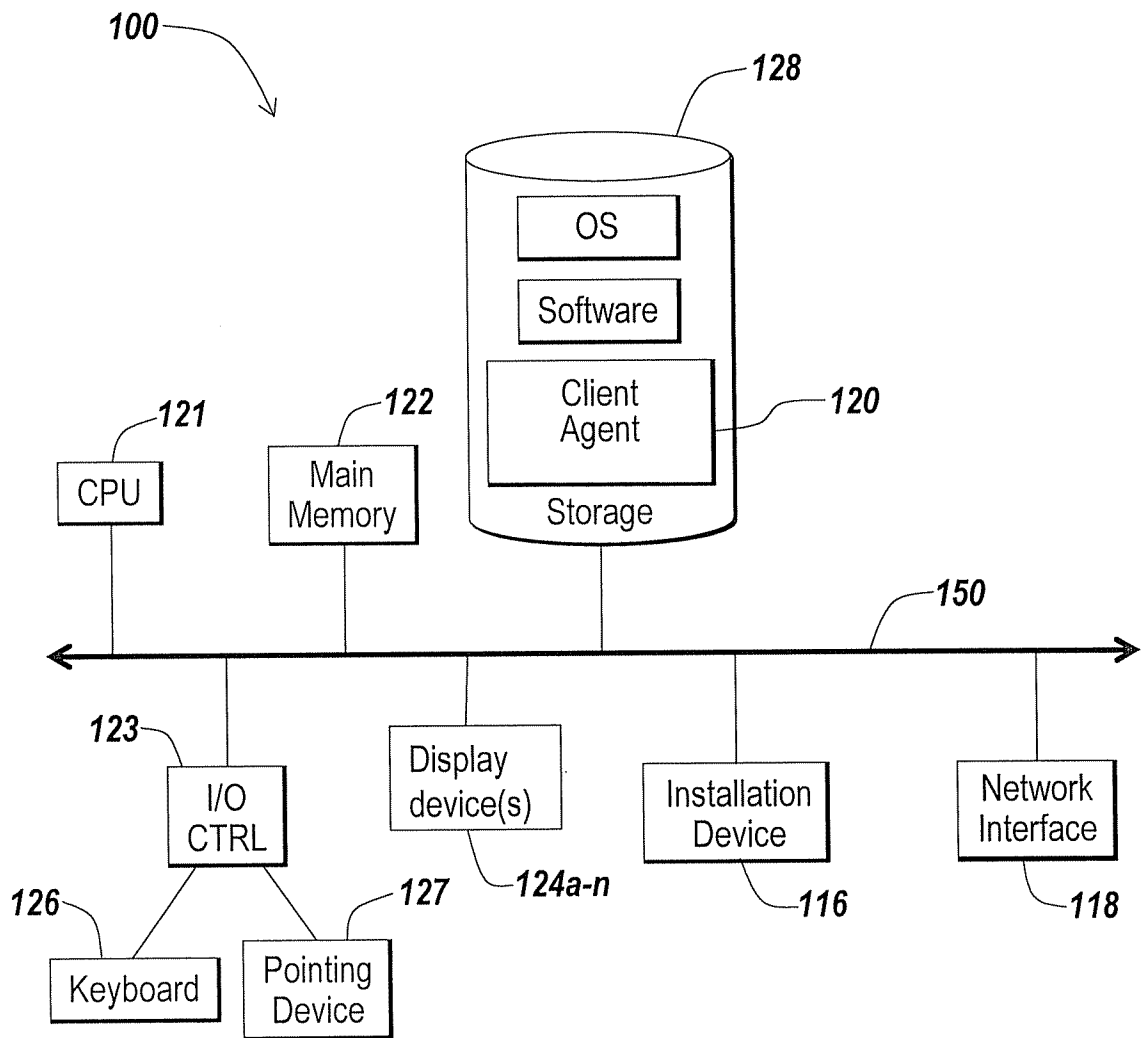 100
128
OS
Software
Client
Agent
120
Storage
121
CPU
122
Main
Memory
150
123
I/O
CTRL
Display
device(s)
124a-n
Installation
Device
116
Network
Interface
118
126
Keyboard
127
Pointing
Device